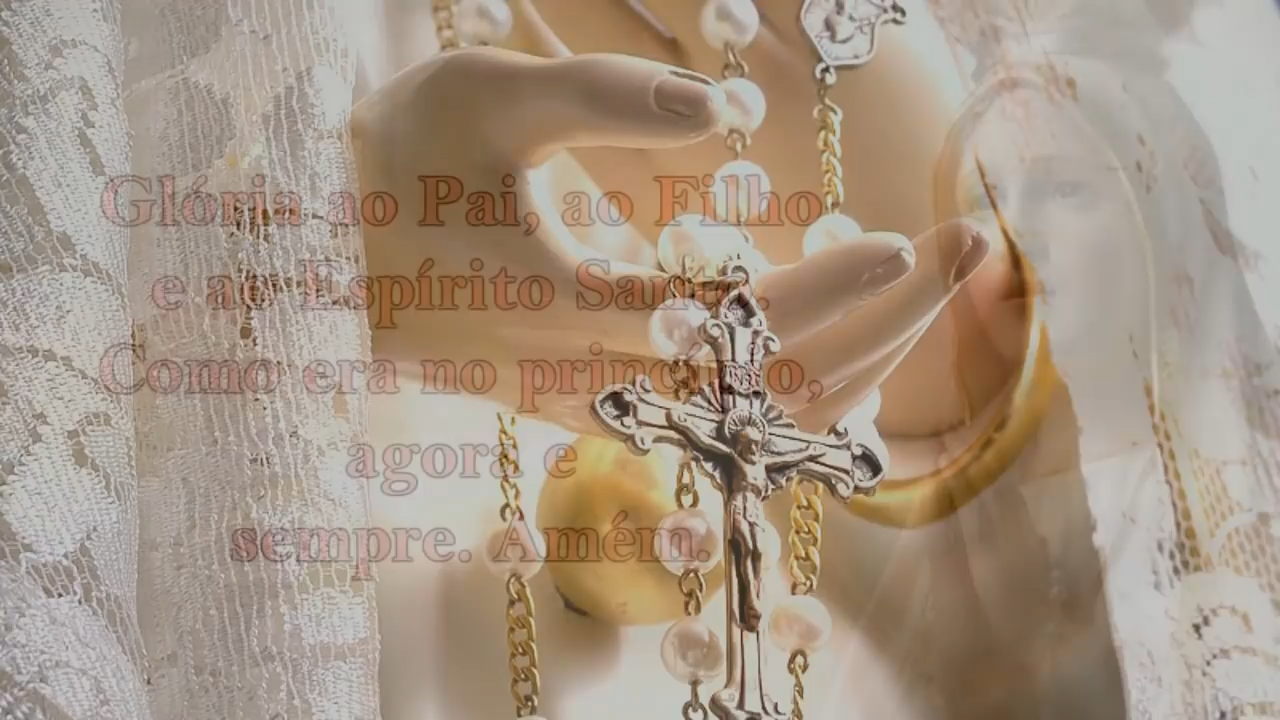 Glória ao Pai, ao Filho
e ao Espírito Santo.
Como era no princípio,
agora e
sempre. Amém.